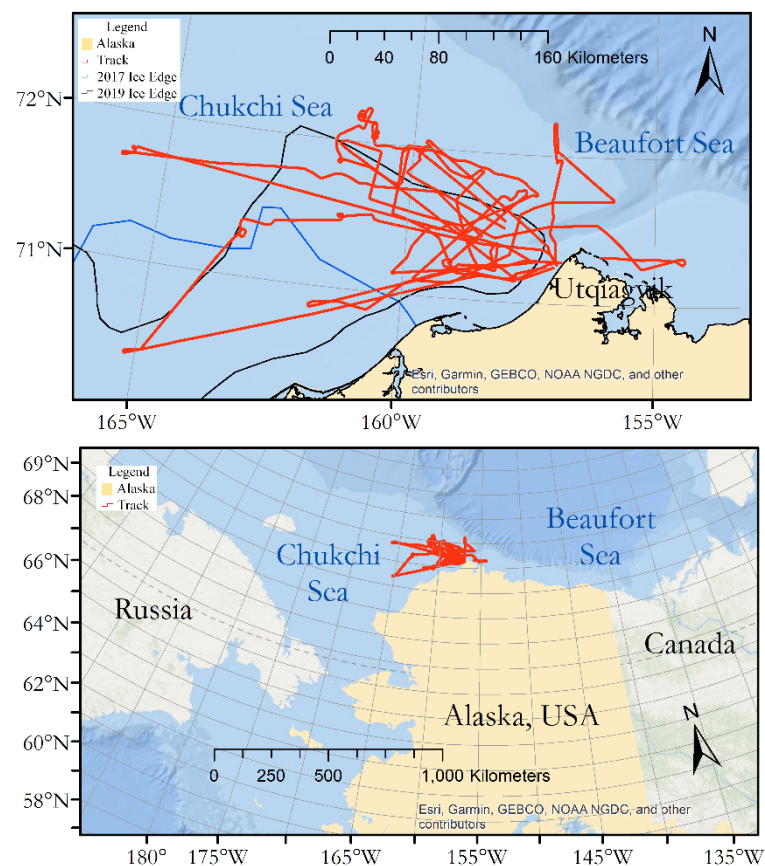 Legend
Alaska
Track
2017 Ice Edge
2019 Ice Edge
0 40 80 160 Kilometers
N
72°N
Chukchi Sea
Beaufort Sea
71°N
Utqiagvik
Esri, Garmin, GEBCO, NOAA NGDC, and other
contributors
165°W 160°W 155°W
69°N
Legend
Alaska
Track
68°N
Beaufort
Sea
66°N
Chukchi
Sea
Russia
64°N
Canada
62°N
Alaska, USA
N
60°N
0 250 500 1,000 Kilometers
58°N
Esri, Garmin, GEBCO, NOAA NGDC, and other
contributors
180° 175°W 165°W 155°W 145°W 135°W